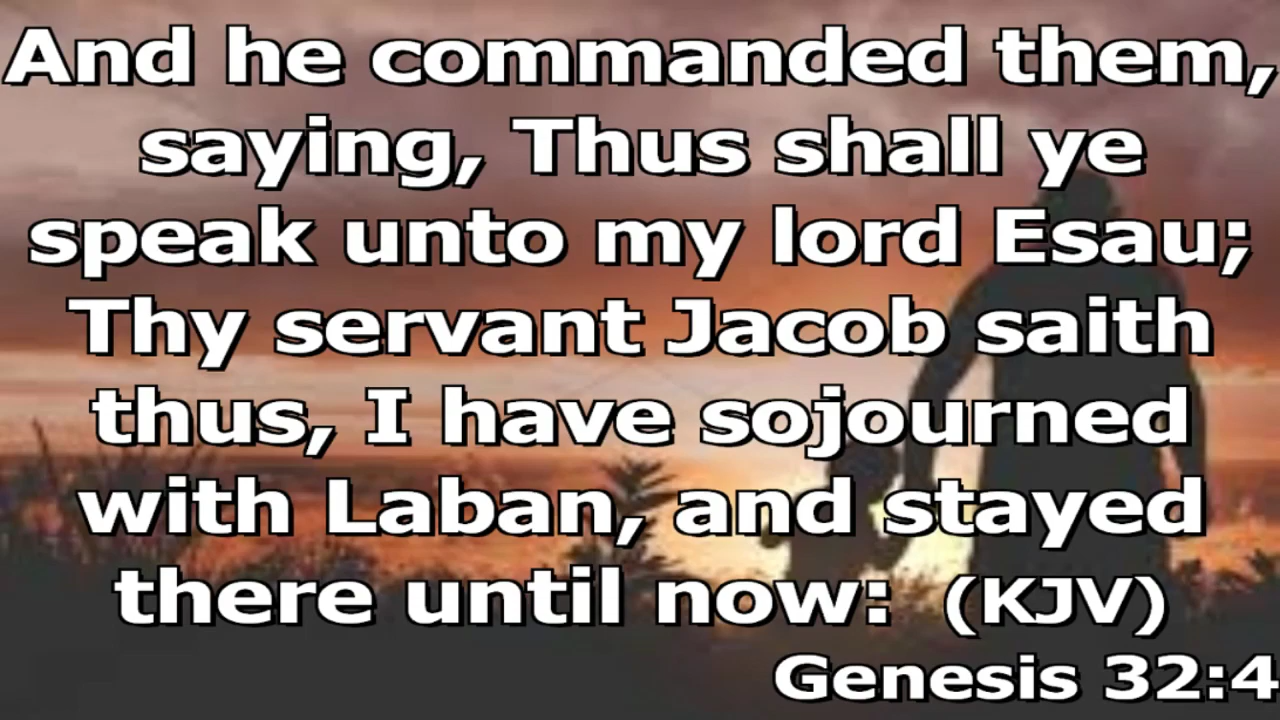 And he commanded them,
saying, Thus shall ye
speak unto my lord Esau;
Thy servant Jacob saith
thus, I have sojourned
with Laban, and stayed
there until now: (KJV)
Genesis 32:4